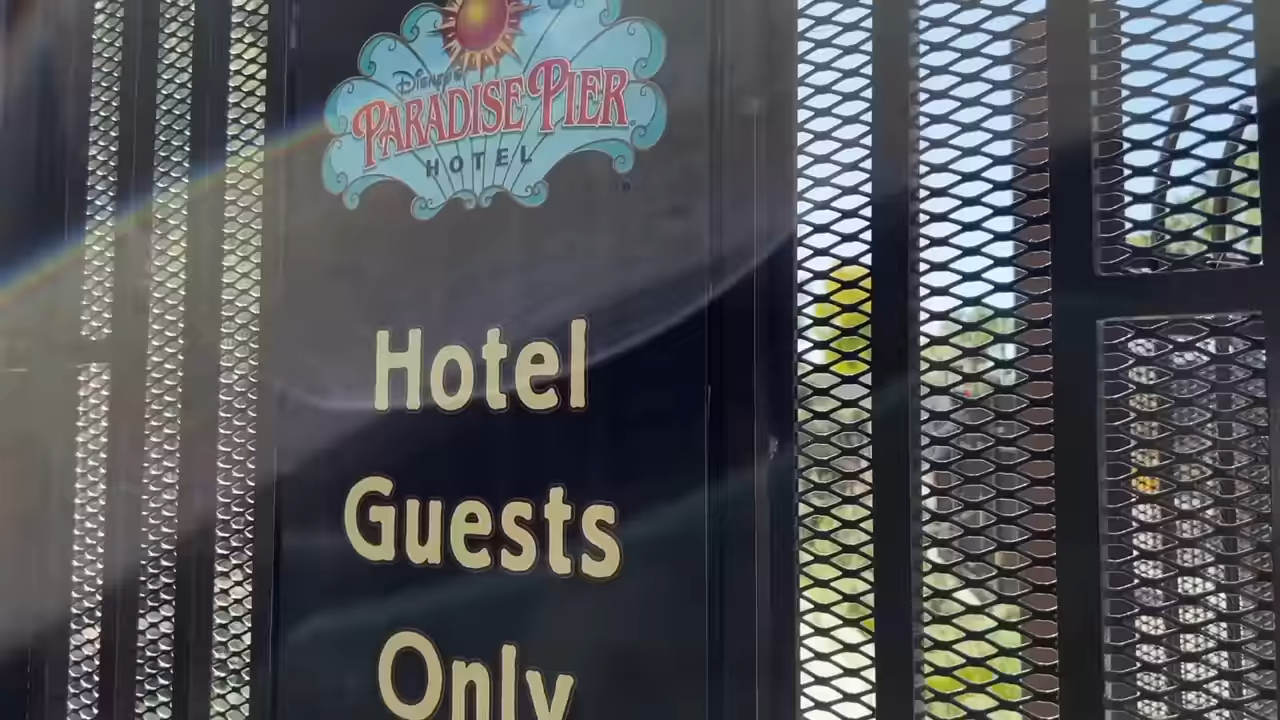 Disney's
PARADISE PIER
HOTEL
Hotel
Guests
Only